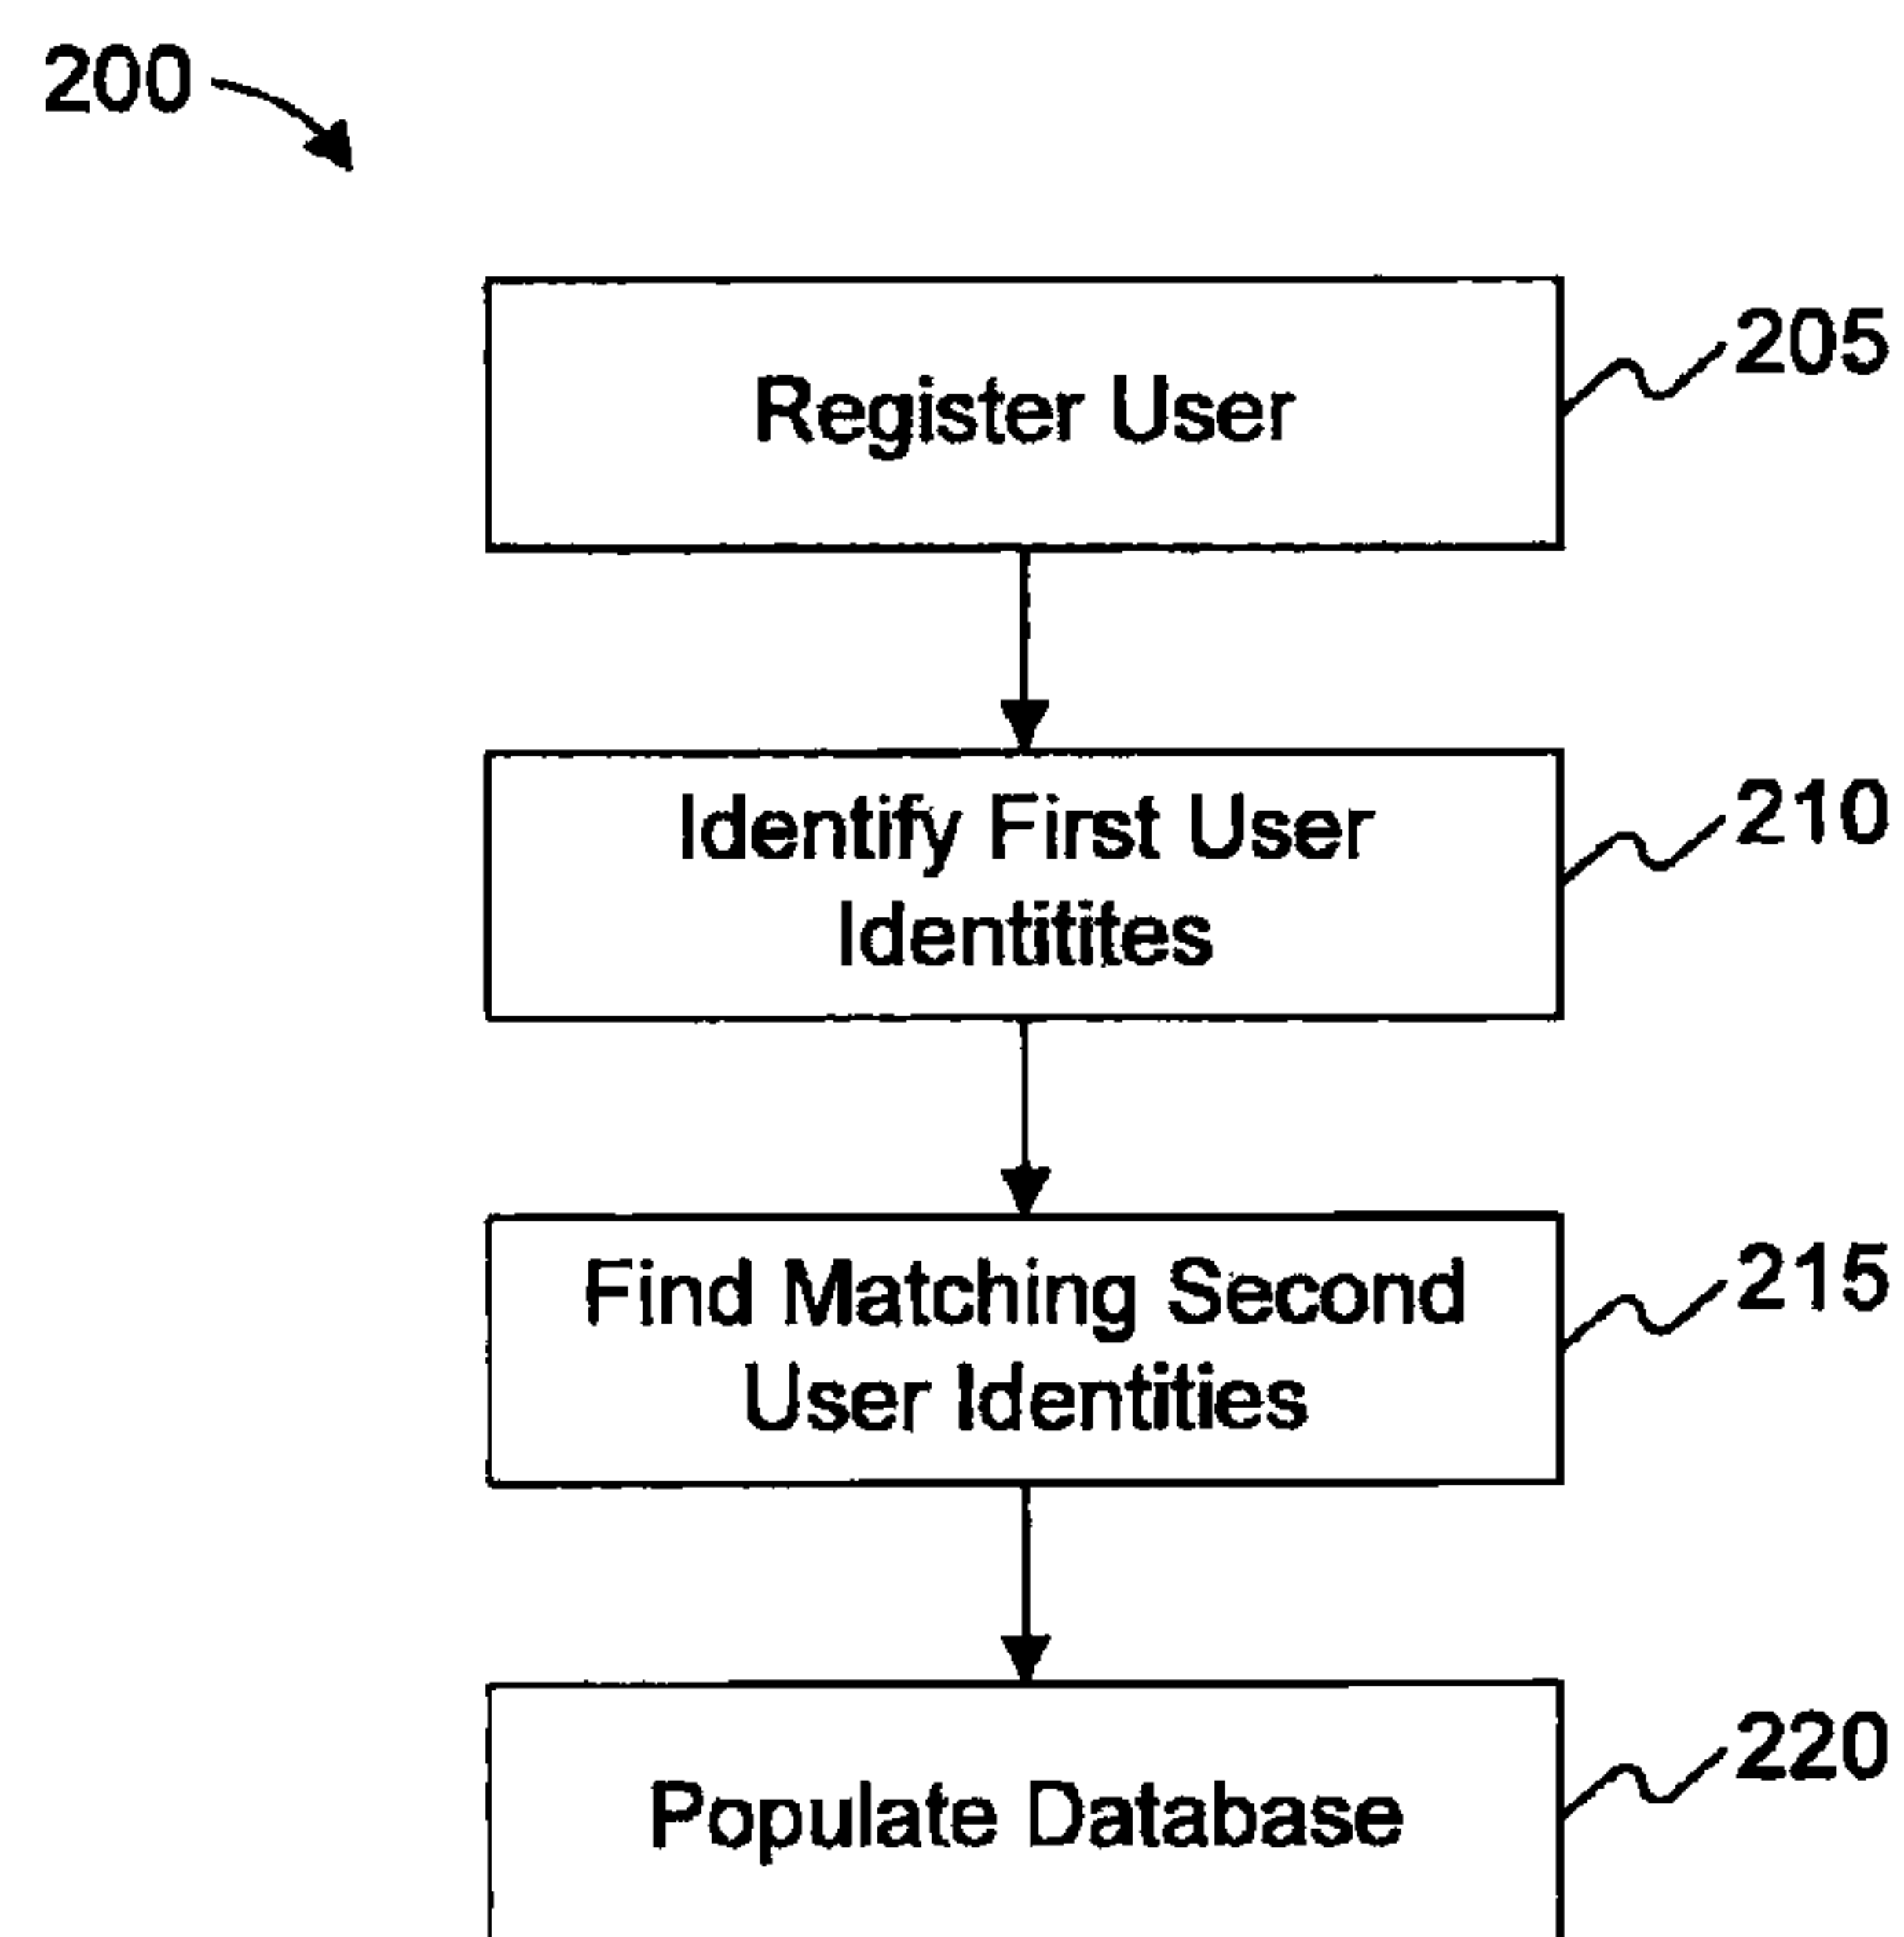 200
Register User
205
Identify First User
Identitites
210
Find Matching Second
User Identities
215
Populate Database
220